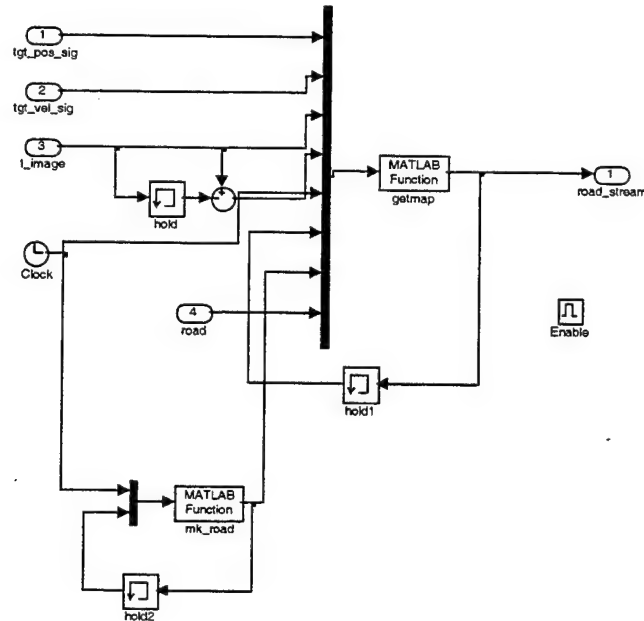 1
tgt_pos_sig
2
tgt_vel_sig
3
t_image
hold
MATLAB
Function
getmap
1
road_stream
Clock
4
road
Enable
hold1
MATLAB
Function
mk_road
hold2